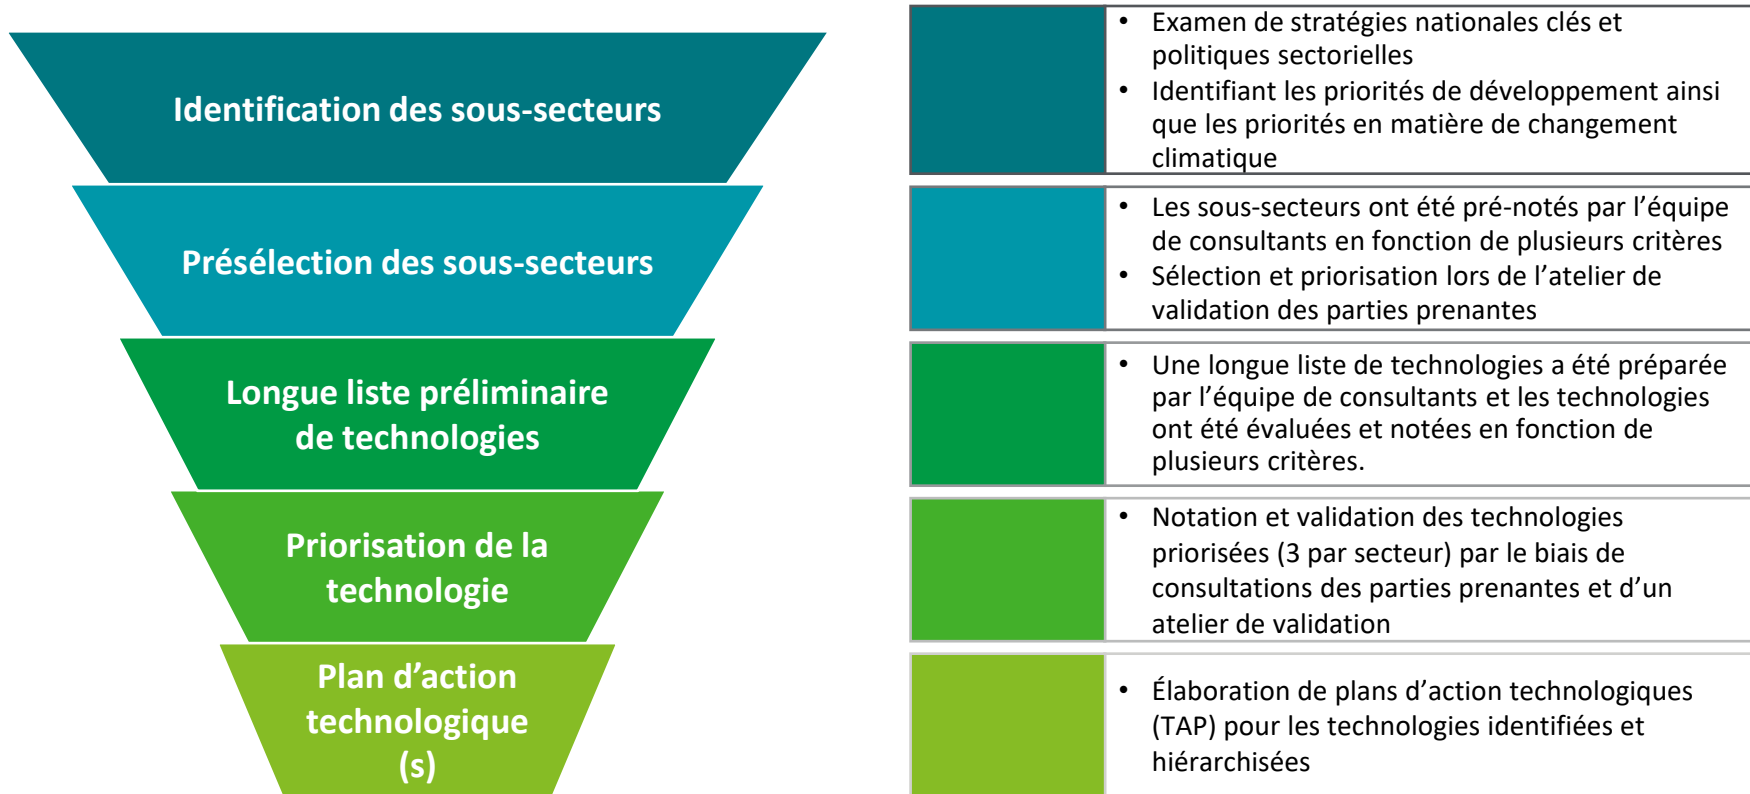 Identification des sous-secteurs
• Examen de stratégies nationales clés et
politiques sectorielles
• Identifiant les priorités de développement ainsi
que les priorités en matière de changement
climatique
Présélection des sous-secteurs
• Les sous-secteurs ont été pré-notés par l’équipe
de consultants en fonction de plusieurs critères
• Sélection et priorisation lors de l’atelier de
validation des parties prenantes
Longue liste préliminaire
de technologies
• Une longue liste de technologies a été préparée
par l’équipe de consultants et les technologies
ont été évaluées et notées en fonction de
plusieurs critères.
Priorisation de la
technologie
• Notation et validation des technologies
priorisées (3 par secteur) par le biais de
consultations des parties prenantes et d’un
atelier de validation
Plan d’action
technologique
(s)
• Élaboration de plans d’action technologiques
(TAP) pour les technologies identifiées et
hiérarchisées